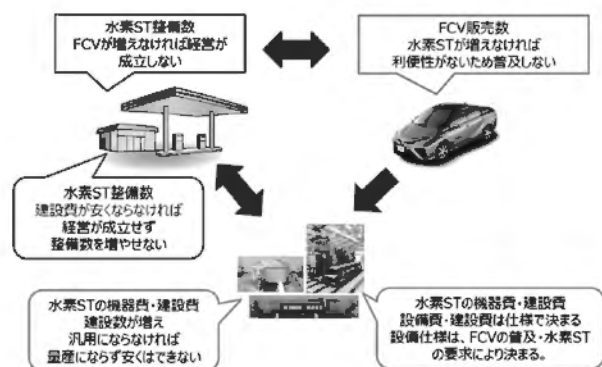 水素ST整備数
FCVが増えなければ経営が
成立しない
FCV販売数
水素STが増えなければ
利便性がないため普及しない
水素ST整備数
建設費が安くならなければ
経営が成立せず
整備数を増やせない
水素STの機器費・建設費
建設数が増え
汎用にならなければ
量産にならず安くはできない
水素STの機器費・建設費
設備費・建設費は仕様で決まる
設備仕様は、FCVの普及・水素ST
の要求により決まる。